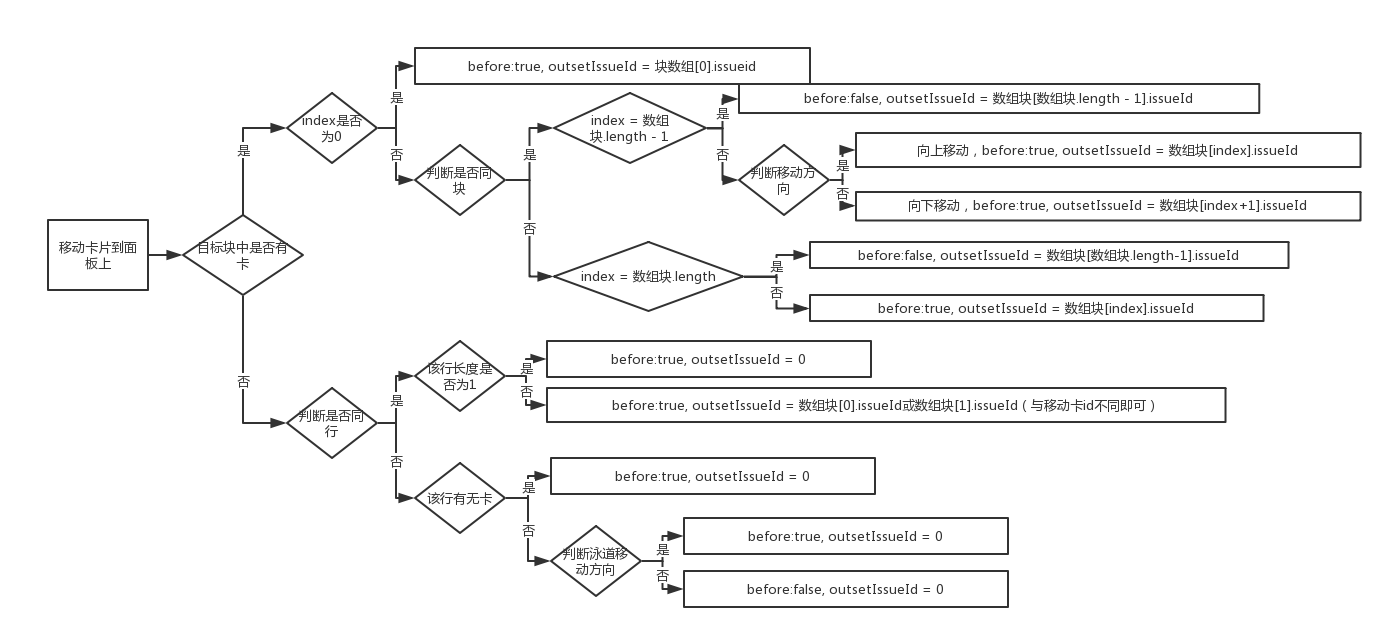 移动卡片到面
板上
目标块中是否有
卡
是
否
index是否
为0
是
否
before:true, outsetIssueId = 块数组[0].issueid
判断是否同
块
是
否
index = 数组
块.length - 1
是
否
before:false, outsetIssueId = 数组块[数组块.length - 1].issueId
判断移动方
向
是
否
向上移动，before:true, outsetIssueId = 数组块[index].issueId
向下移动，before:true, outsetIssueId = 数组块[index+1].issueId
index = 数组块.length
是
否
before:false, outsetIssueId = 数组块[数组块.length-1].issueId
before:true, outsetIssueId = 数组块[index].issueId
判断是否同
行
是
否
该行长度是
否为1
是
否
before:true, outsetIssueId = 0
before:true, outsetIssueId = 数组块[0].issueId或数组块[1].issueId（与移动卡id不同即可）
该行有无卡
是
否
before:true, outsetIssueId = 0
判断泳道移
动方向
是
否
before:true, outsetIssueId = 0
before:false, outsetIssueId = 0